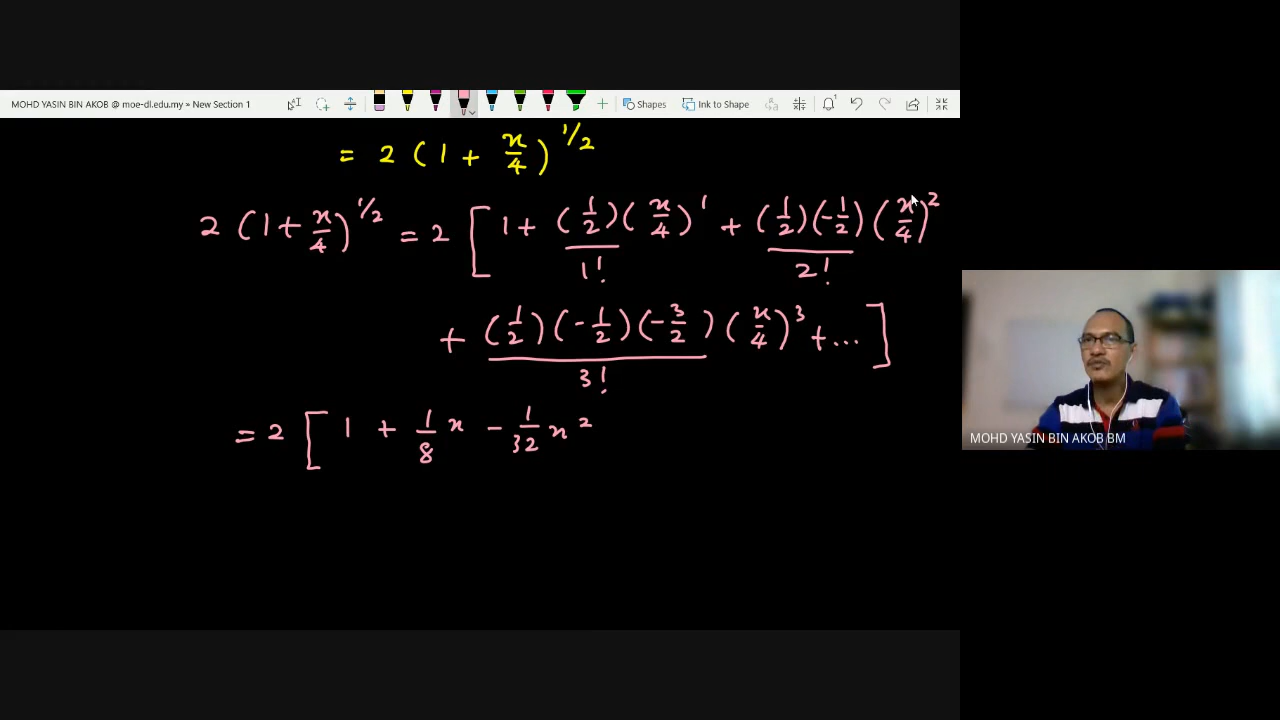 MOHD YASIN BIN AKOB @ moe-dl.edu.my » New Section 1
Shapes
Ink to Shape
= 2 (1 + x/4)^1/2
2 (1 + x/4)^1/2 = 2 [ 1 + (1/2)/1! (x/4)^1 + (1/2)(-1/2)/2! (x/4)^2
+ (1/2)(-1/2)(-3/2)/3! (x/4)^3 + ... ]
= 2 [ 1 + 1/8 x - 1/32 x^2
MOHD YASIN BIN AKOB BM